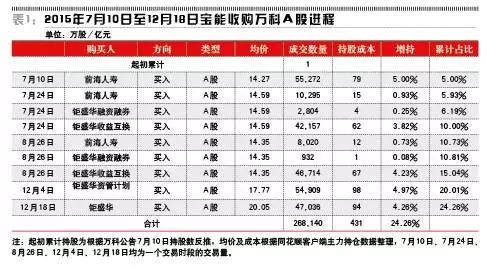 表1：2015年7月10日至12月18日宝能收购万科A股进程
单位：万股／亿元
购买人 方向 类型 均价 成交数量 持股成本 增持 累计占比
起初累计 1
7月10日 前海人寿 买入 A股 14.27 55,272 79 5.00% 5.00%
7月24日 前海人寿 买入 A股 14.59 10,295 15 0.93% 5.93%
7月24日 钜盛华融资融券 买入 A股 14.59 2,804 4 0.25% 6.19%
7月24日 钜盛华收益互换 买入 A股 14.59 42,157 62 3.82% 10.00%
8月26日 前海人寿 买入 A股 14.35 8,020 12 0.73% 10.73%
8月26日 钜盛华融资融券 买入 A股 14.35 932 1 0.08% 10.81%
8月26日 钜盛华收益互换 买入 A股 14.35 46,714 67 4.23% 15.04%
12月4日 钜盛华资管计划 买入 A股 17.77 54,909 98 4.97% 20.01%
12月18日 钜盛华 买入 A股 20.05 47,036 94 4.26% 24.26%
合计 268,140 431 24.26%
注：起初累计持股为根据万科公告7月10日持股数反推，均价及成本根据同花顺客户端主力持仓数据整理，7月10日、7月24日、
8月26日、12月4日、12月18日均为一个交易时段的交易量。